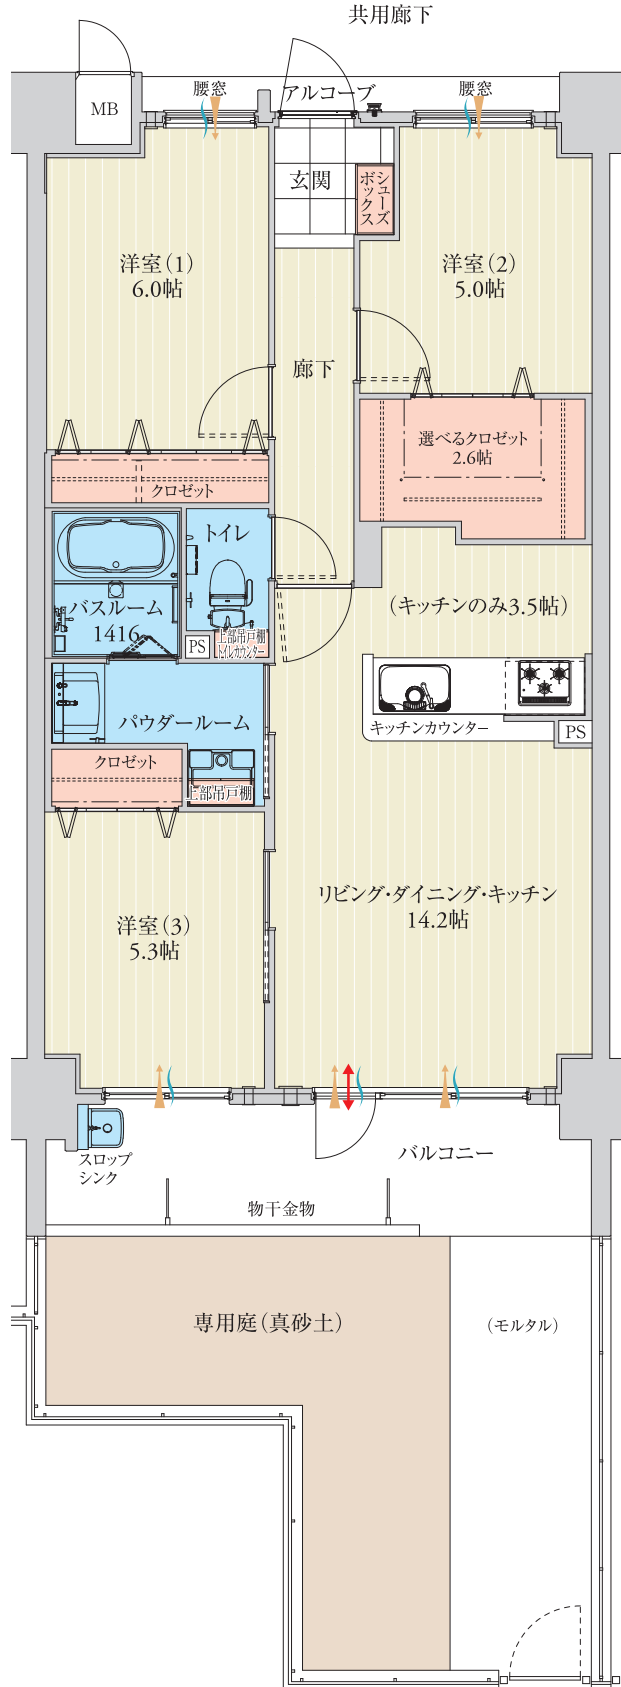 共用廊下
MB
腰窓
アルコーブ
腰窓
玄関
シューズ
ボックス
洋室(1)
6.0帖
洋室(2)
5.0帖
廊下
選べるクロゼット
2.6帖
クロゼット
トイレ
バスルーム
1416
PS
上部吊戸棚
トイレカウンター
(キッチンのみ3.5帖)
キッチンカウンター
PS
パウダールーム
クロゼット
上部吊戸棚
リビング・ダイニング・キッチン
14.2帖
洋室(3)
5.3帖
スロップ
シンク
バルコニー
物干金物
専用庭(真砂土)
(モルタル)